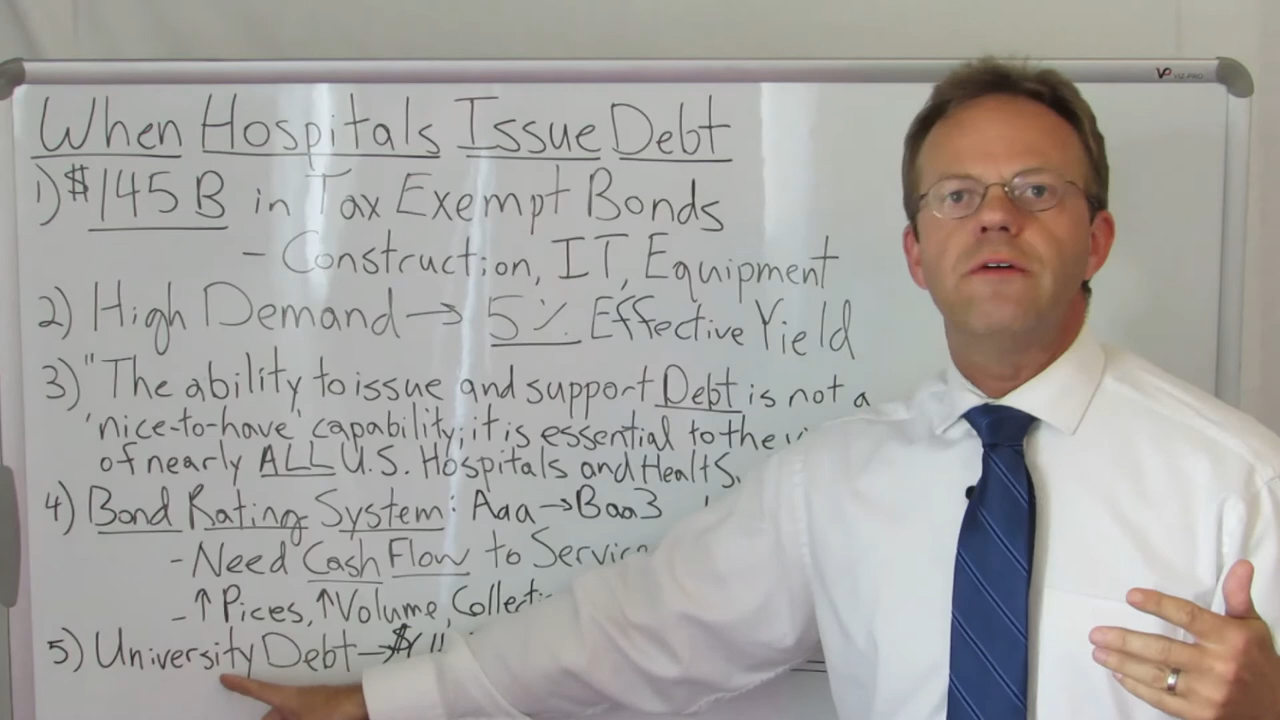 VIZ-PRO
When Hospitals Issue Debt
1) $145 B in Tax Exempt Bonds
- Construction, IT, Equipment
2) High Demand → 5% Effective Yield
3) "The ability to issue and support Debt is not a
'nice-to-have' capability; it is essential to the
of nearly ALL U.S. Hospitals and Health
4) Bond Rating System: Aaa → Baa3
- Need Cash Flow to
- ↑ Pices, ↑ Volume,
5) University Debt → $